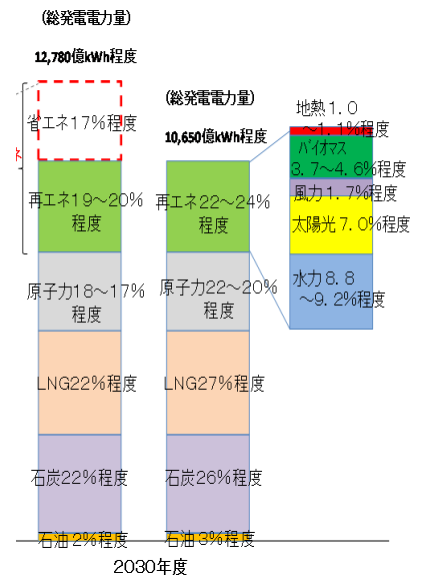 （総発電電力量）
12,780億kWh程度
省エネ17％程度
再エネ19～20％
程度
原子力18～17％
程度
LNG22％程度
石炭22％程度
石油2％程度
（総発電電力量）
10,650億kWh程度
再エネ22～24％
程度
原子力22～20％
程度
LNG27％程度
石炭26％程度
石油3％程度
地熱1.0
～1.1％程度
ﾊﾞｲｵﾏｽ
3.7～4.6％程度
風力1.7％程度
太陽光7.0％程度
水力8.8
～9.2％程度
2030年度